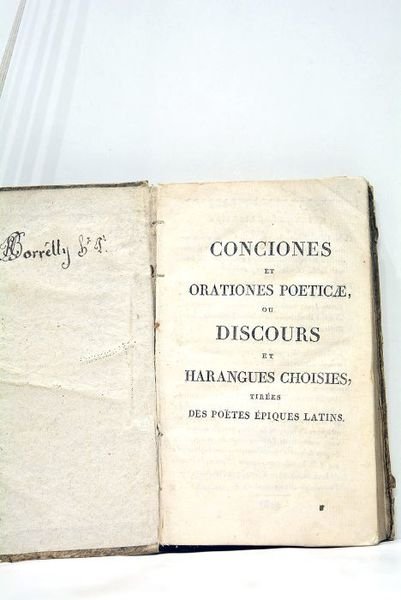 Borrélly
CONCIONES
ET
ORATIONES POETICÆ,
OU
DISCOURS
ET
HARANGUES CHOISIES,
TIRÉES
DES POËTES ÉPIQUES LATINS.